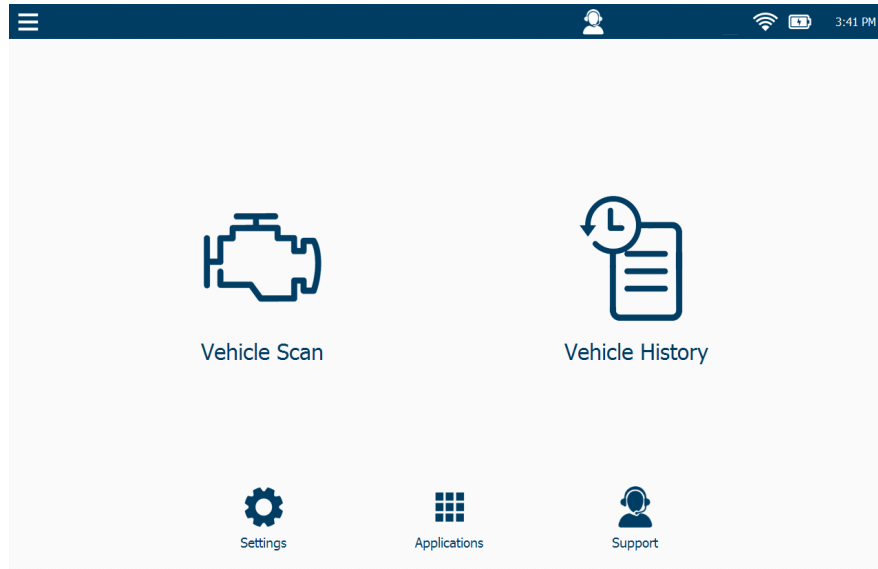 3:41 PM
Vehicle Scan
Vehicle History
Settings
Applications
Support